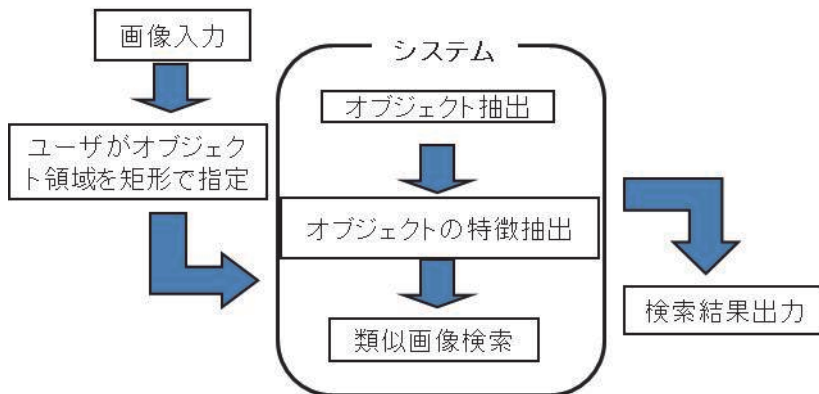 画像入力
ユーザがオブジェク
ト領域を矩形で指定
システム
オブジェクト抽出
オブジェクトの特徴抽出
類似画像検索
検索結果出力